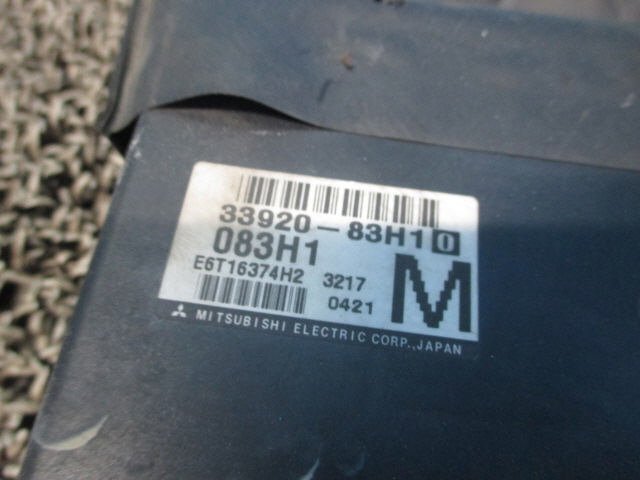 33920-83H10
083H1
E6T16374H2 3217
0421
M
MITSUBISHI ELECTRIC CORP., JAPAN